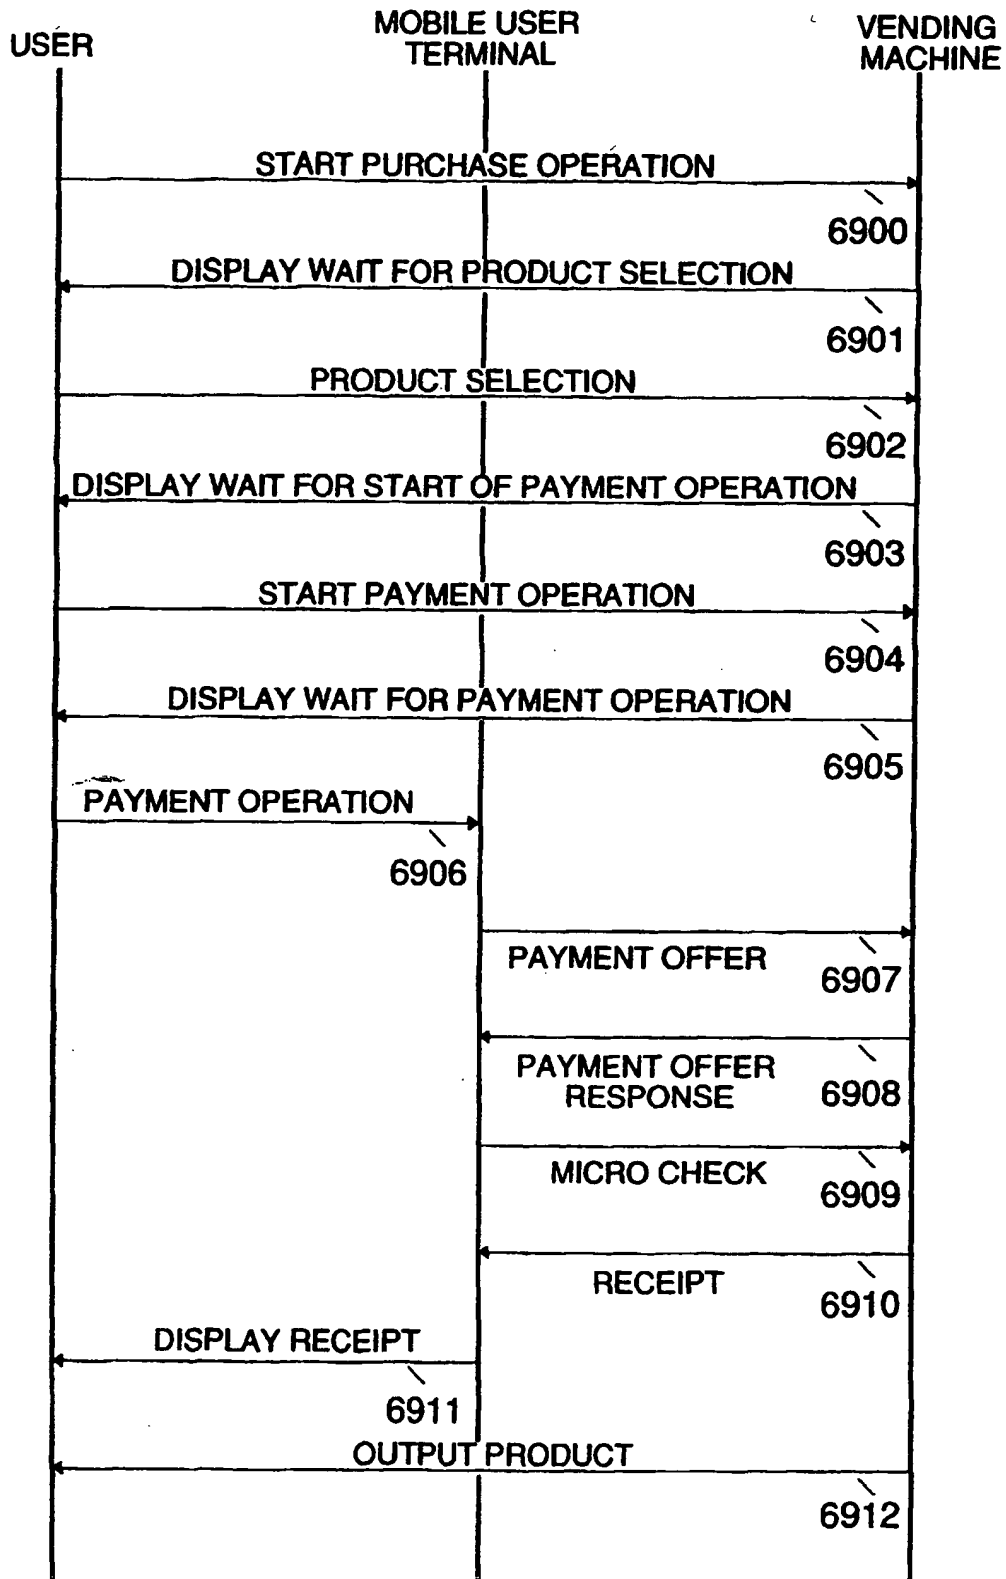 USER
MOBILE USER
TERMINAL
VENDING
MACHINE
START PURCHASE OPERATION
6900
DISPLAY WAIT FOR PRODUCT SELECTION
6901
PRODUCT SELECTION
6902
DISPLAY WAIT FOR START OF PAYMENT OPERATION
6903
START PAYMENT OPERATION
6904
DISPLAY WAIT FOR PAYMENT OPERATION
6905
PAYMENT OPERATION
6906
PAYMENT OFFER
6907
PAYMENT OFFER
RESPONSE
6908
MICRO CHECK
6909
RECEIPT
6910
DISPLAY RECEIPT
6911
OUTPUT PRODUCT
6912